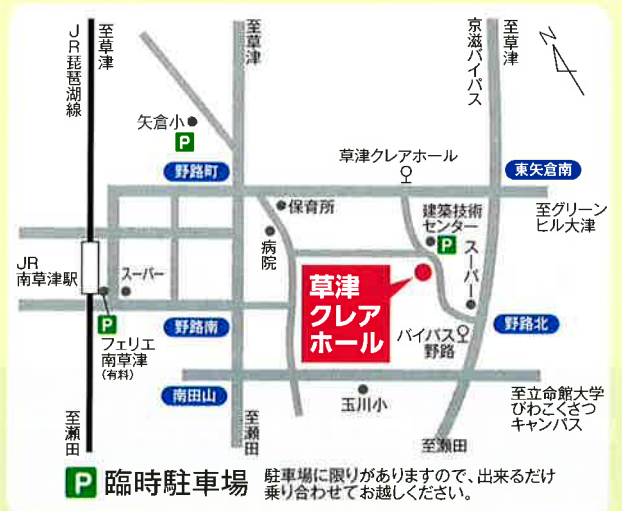 至草津
JR琵琶湖線
至草津
京滋バイパス
至草津
N
矢倉小
P
野路町
草津クレアホール
東矢倉南
保育所
建築技術
センター
P
至グリーン
ヒル大津
病院
スーパー
JR
南草津駅
スーパー
草津
クレア
ホール
P
フェリエ
南草津
(有料)
野路南
バイパス
野路
野路北
南田山
玉川小
至立命館大学
びわこくさつ
キャンパス
至瀬田
至瀬田
至瀬田
P 臨時駐車場
駐車場に限りがありますので、出来るだけ
乗り合わせてお越しください。